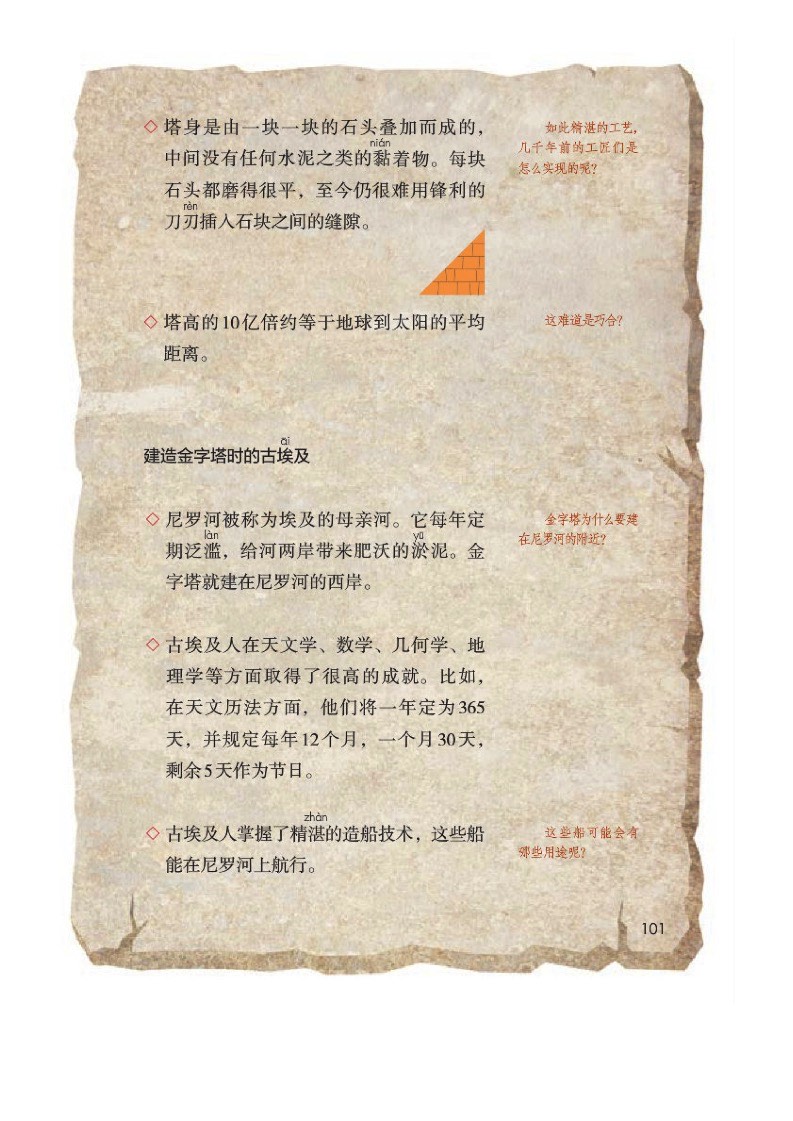 塔身是由一块一块的石头叠加而成的，
如此精湛的工艺，
nián
中间没有任何水泥之类的黏着物。每块
几千年前的工匠们是
石头都磨得很平，至今仍很难用锋利的
怎么实现的呢？
rèn
刀刃插入石块之间的缝隙。
塔高的10亿倍约等于地球到太阳的平均
这难道是巧合？
距离。
āi
建造金字塔时的古埃及
尼罗河被称为埃及的母亲河。它每年定
金字塔为什么要建
làn yū
期泛滥，给河两岸带来肥沃的淤泥。金
在尼罗河的附近？
字塔就建在尼罗河的西岸。
古埃及人在天文学、数学、几何学、地
理学等方面取得了很高的成就。比如，
在天文历法方面，他们将一年定为365
天，并规定每年12个月，一个月30天，
剩余5天作为节日。
zhàn
古埃及人掌握了精湛的造船技术，这些船
这些船可能会有
能在尼罗河上航行。
哪些用途呢？
101